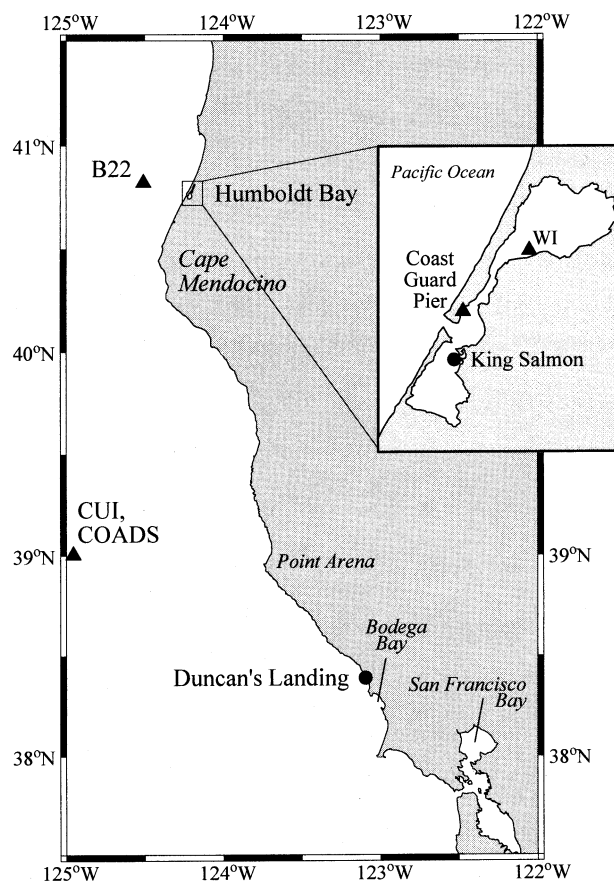 125°W 124°W 123°W 122°W
41°N
B22
Humboldt Bay
Cape
Mendocino
Pacific Ocean
WI
Coast
Guard
Pier
King Salmon
40°N
CUI,
COADS
39°N 39°N
Point Arena
Bodega
Bay
Duncan's Landing
San Francisco
Bay
38°N 38°N
125°W 124°W 123°W 122°W